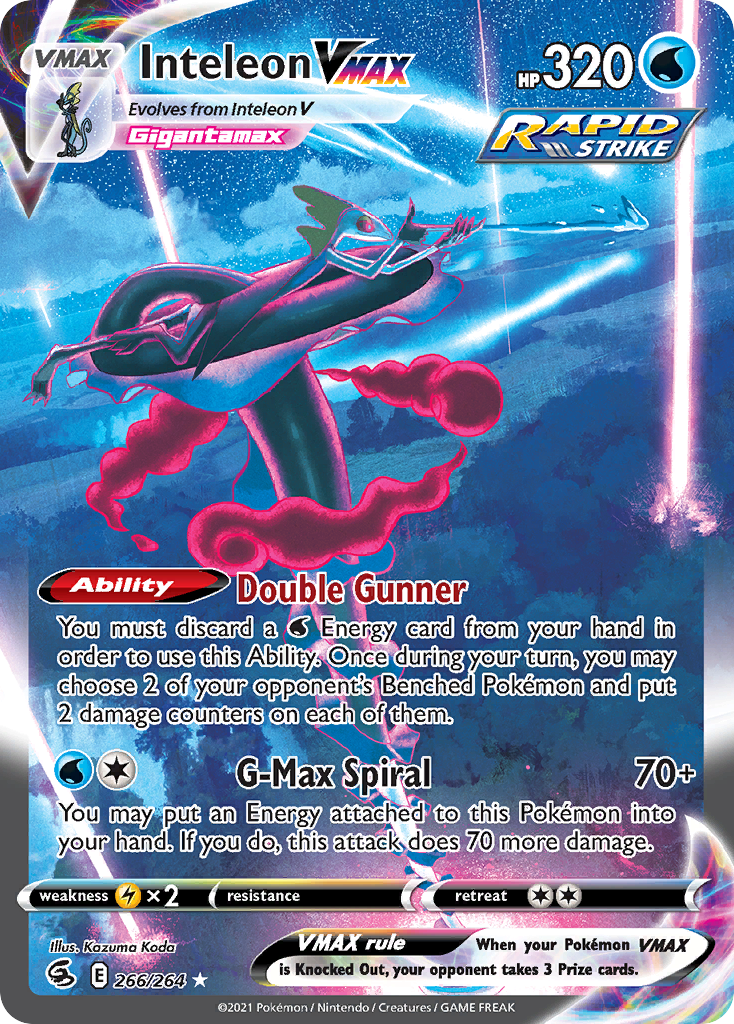 VMAX
Inteleon VMAX
HP 320
Evolves from Inteleon V
Gigantamax
RAPID
STRIKE
Ability Double Gunner
You must discard a Energy card from your hand in
order to use this Ability. Once during your turn, you may
choose 2 of your opponent's Benched Pokémon and put
2 damage counters on each of them.
G-Max Spiral 70+
You may put an Energy attached to this Pokémon into
your hand. If you do, this attack does 70 more damage.
weakness ×2 resistance retreat
Illus. Kazuma Koda
VMAX rule When your Pokémon VMAX
is Knocked Out, your opponent takes 3 Prize cards.
E 266/264 ★
©2021 Pokémon / Nintendo / Creatures / GAME FREAK